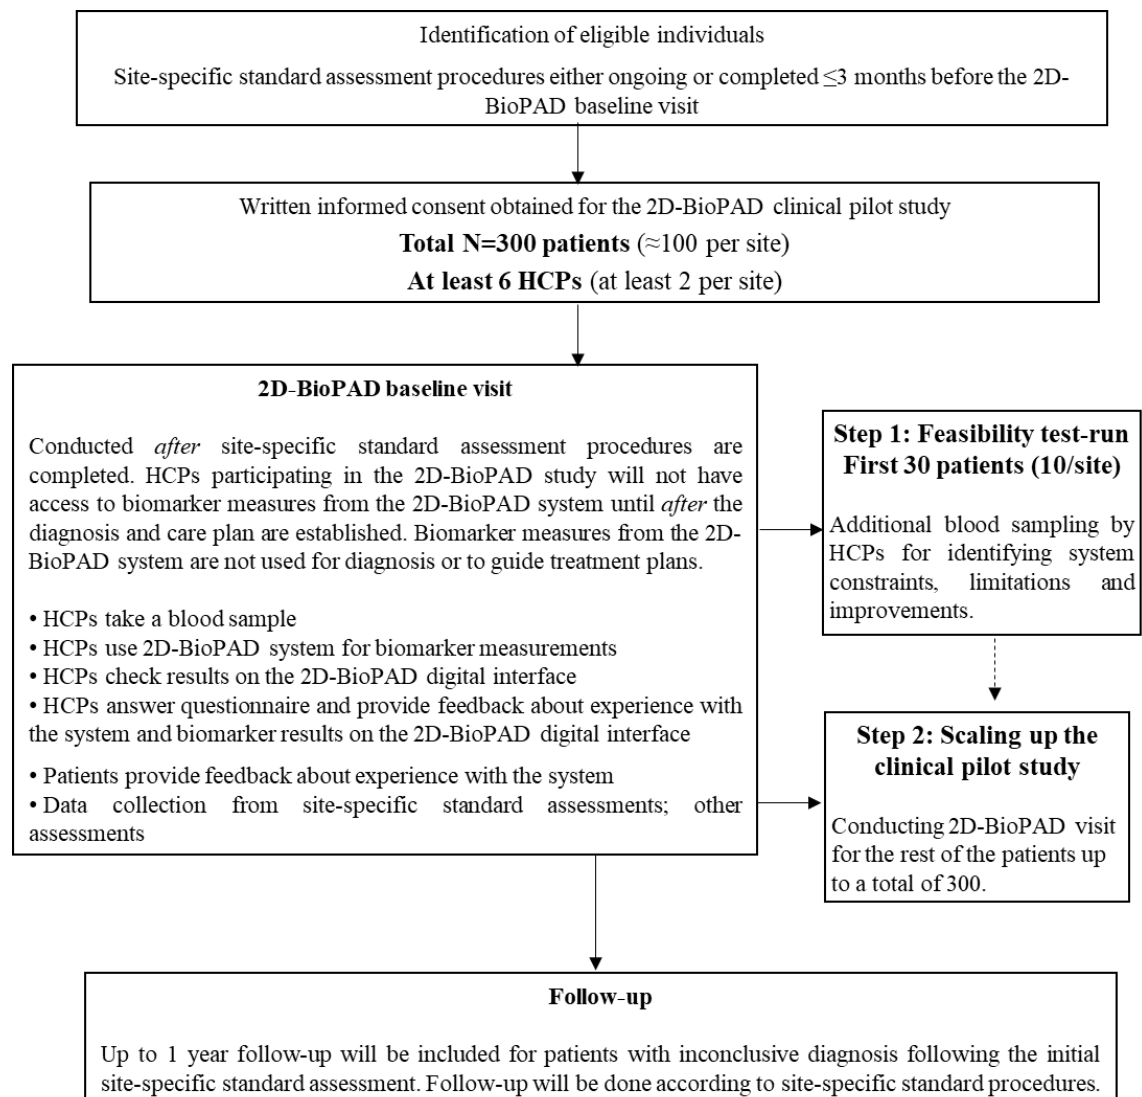 Identification of eligible individuals
Site-specific standard assessment procedures either ongoing or completed ≤3 months before the 2D-
BioPAD baseline visit
Written informed consent obtained for the 2D-BioPAD clinical pilot study
Total N=300 patients (≈100 per site)
At least 6 HCPs (at least 2 per site)
2D-BioPAD baseline visit
Conducted after site-specific standard assessment procedures are
completed. HCPs participating in the 2D-BioPAD study will not have
access to biomarker measures from the 2D-BioPAD system until after the
diagnosis and care plan are established. Biomarker measures from the 2D-
BioPAD system are not used for diagnosis or to guide treatment plans.
• HCPs take a blood sample
• HCPs use 2D-BioPAD system for biomarker measurements
• HCPs check results on the 2D-BioPAD digital interface
• HCPs answer questionnaire and provide feedback about experience with
the system and biomarker results on the 2D-BioPAD digital interface
• Patients provide feedback about experience with the system
• Data collection from site-specific standard assessments; other
assessments
Step 1: Feasibility test-run
First 30 patients (10/site)
Additional blood sampling by
HCPs for identifying system
constraints, limitations and
improvements.
Step 2: Scaling up the
clinical pilot study
Conducting 2D-BioPAD visit
for the rest of the patients up
to a total of 300.
Follow-up
Up to 1 year follow-up will be included for patients with inconclusive diagnosis following the initial
site-specific standard assessment. Follow-up will be done according to site-specific standard procedures.